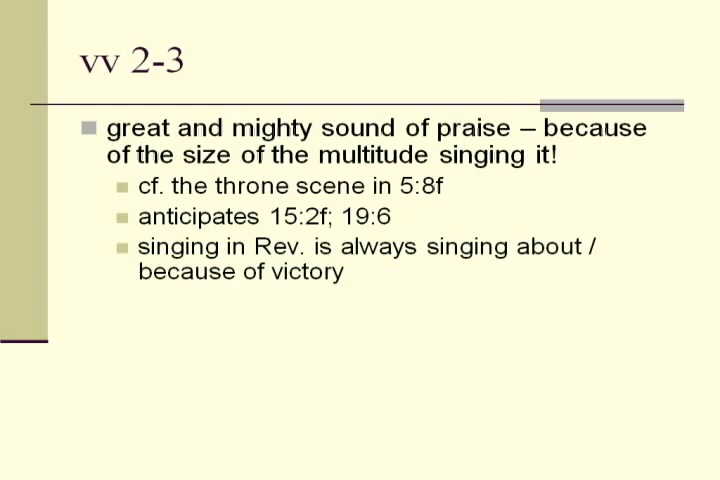 vv 2-3
great and mighty sound of praise – because
of the size of the multitude singing it!
cf. the throne scene in 5:8f
anticipates 15:2f; 19:6
singing in Rev. is always singing about /
because of victory